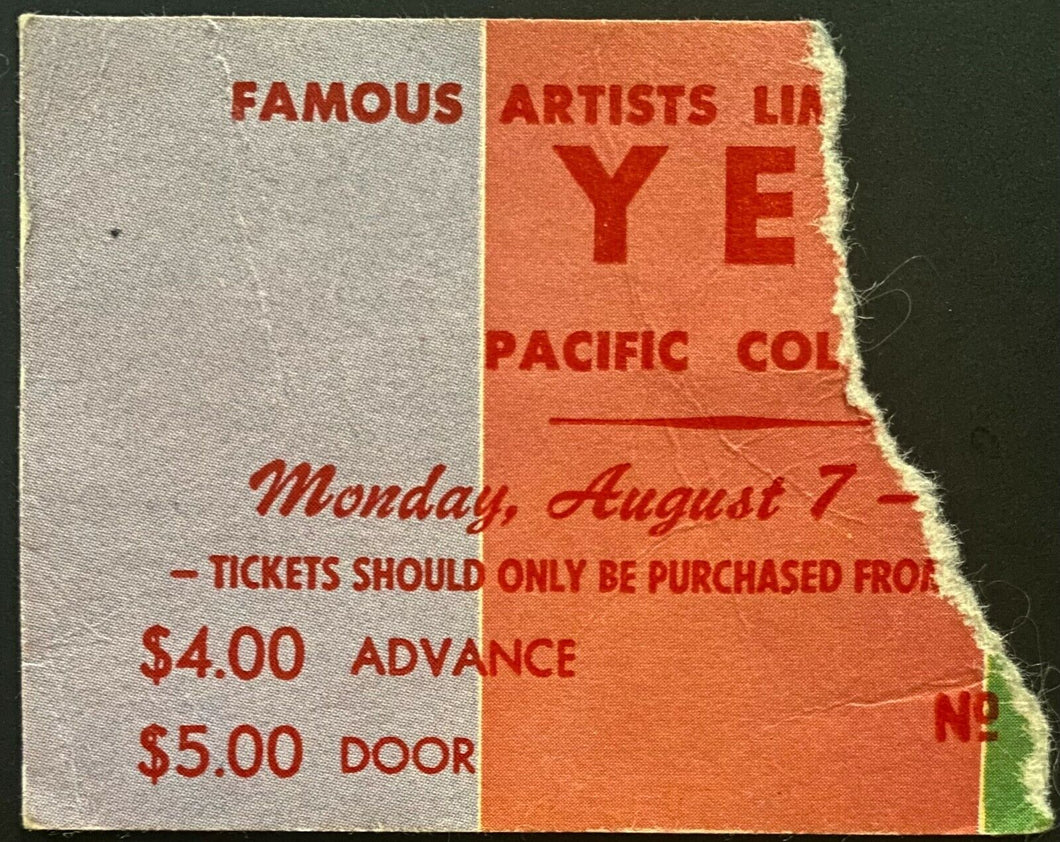 FAMOUS ARTISTS LIM
YE
PACIFIC COL
Monday, August 7 –
– TICKETS SHOULD ONLY BE PURCHASED FROM
$4.00 ADVANCE
Nº
$5.00 DOOR